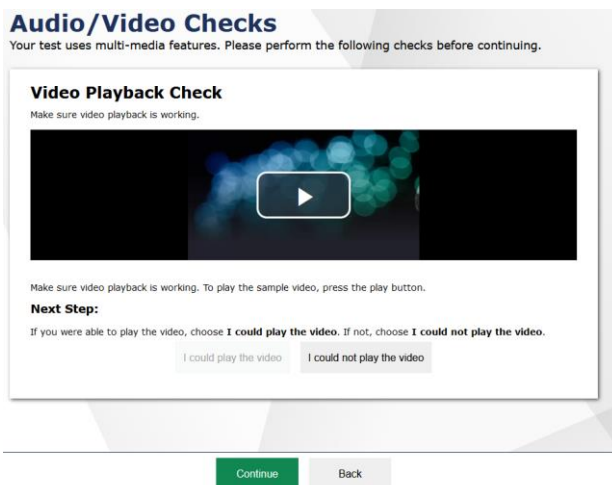 Audio/Video Checks
Your test uses multi-media features. Please perform the following checks before continuing.
Video Playback Check
Make sure video playback is working.
Make sure video playback is working. To play the sample video, press the play button.
Next Step:
If you were able to play the video, choose I could play the video. If not, choose I could not play the video.
I could play the video I could not play the video
Continue Back